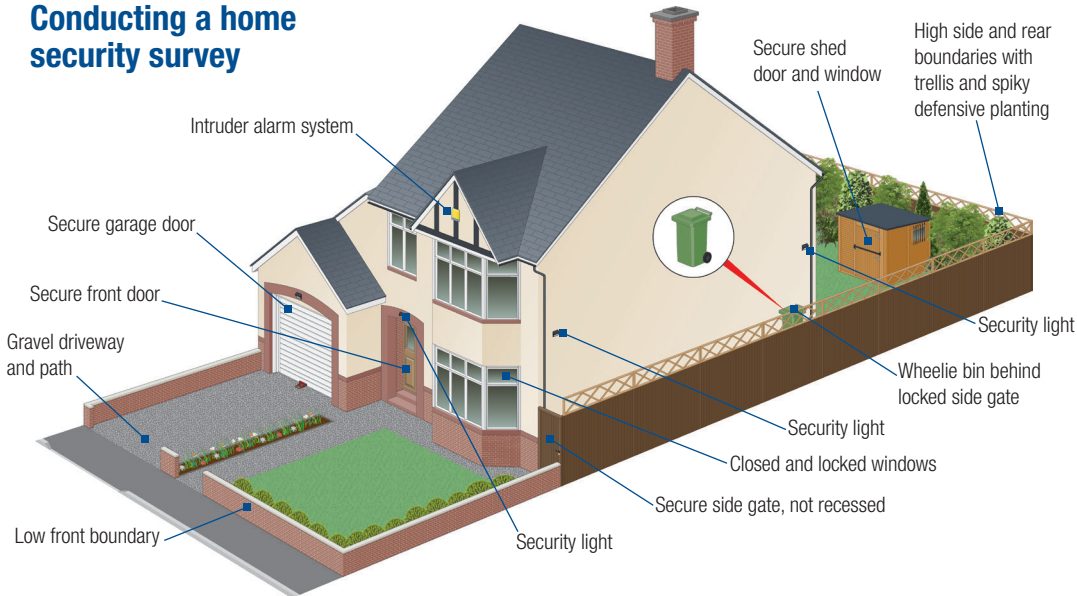 Conducting a home
security survey
Intruder alarm system
Secure garage door
Secure front door
Gravel driveway
and path
Low front boundary
Secure shed
door and window
High side and rear
boundaries with
trellis and spiky
defensive planting
Security light
Wheelie bin behind
locked side gate
Security light
Closed and locked windows
Secure side gate, not recessed
Security light